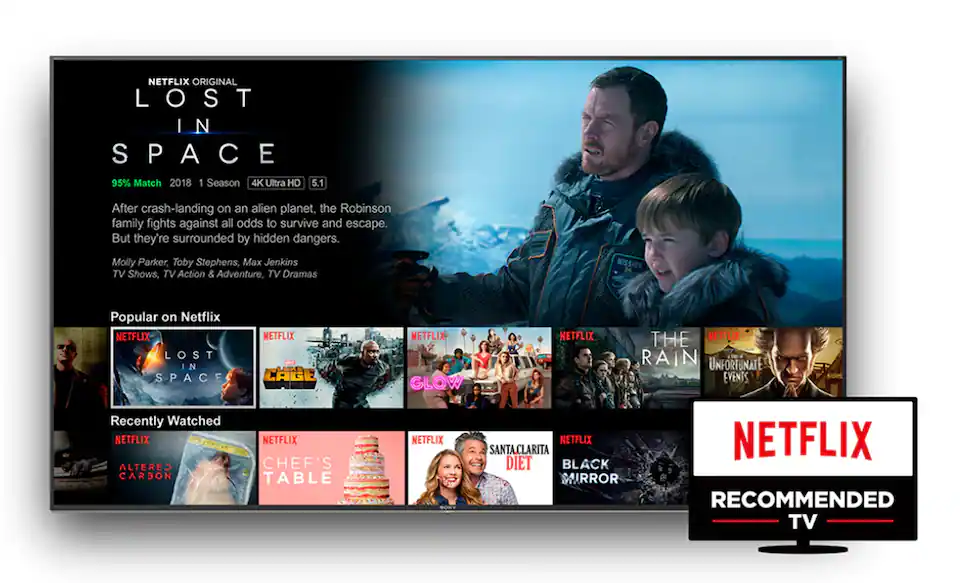 NETFLIX ORIGINAL
LOST
IN
SPACE
95% Match 2018 1 Season 4K Ultra HD 5.1
After crash-landing on an alien planet, the Robinson
family fights against all odds to survive and escape.
But they're surrounded by hidden dangers.
Molly Parker, Toby Stephens, Max Jenkins
TV Shows, TV Action & Adventure, TV Dramas
Popular on Netflix
NETFLIX
LOST
IN
SPACE
NETFLIX
CAGE
NETFLIX
GLOW
NETFLIX
THE
RAIN
NETFLIX
UNFORTUNATE
EVENTS
Recently Watched
NETFLIX
ALTERED
CARBON
NETFLIX
CHEF'S
TABLE
NETFLIX
SANTA CLARITA
DIET
NETFLIX
BLACK
MIRROR
SONY
NETFLIX
RECOMMENDED
TV